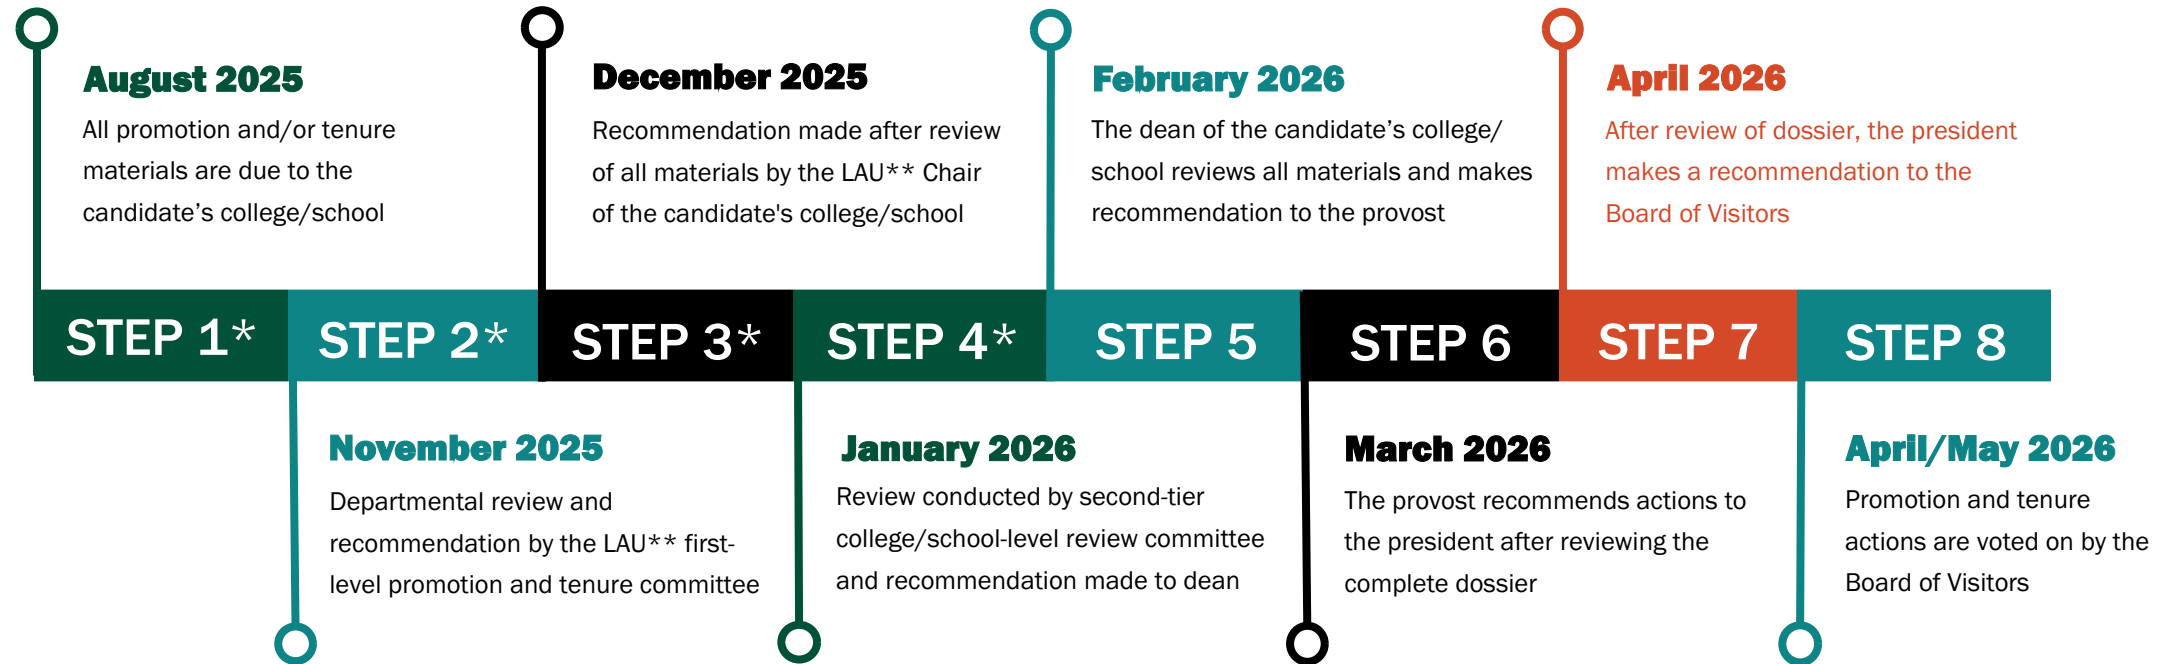 August 2025
All promotion and/or tenure
materials are due to the
candidate’s college/school
December 2025
Recommendation made after review
of all materials by the LAU** Chair
of the candidate's college/school
February 2026
The dean of the candidate’s college/
school reviews all materials and makes
recommendation to the provost
April 2026
After review of dossier, the president
makes a recommendation to the
Board of Visitors
STEP 1*
STEP 2*
STEP 3*
STEP 4*
STEP 5
STEP 6
STEP 7
STEP 8
November 2025
Departmental review and
recommendation by the LAU** first-
level promotion and tenure committee
January 2026
Review conducted by second-tier
college/school-level review committee
and recommendation made to dean
March 2026
The provost recommends actions to
the president after reviewing the
complete dossier
April/May 2026
Promotion and tenure
actions are voted on by the
Board of Visitors